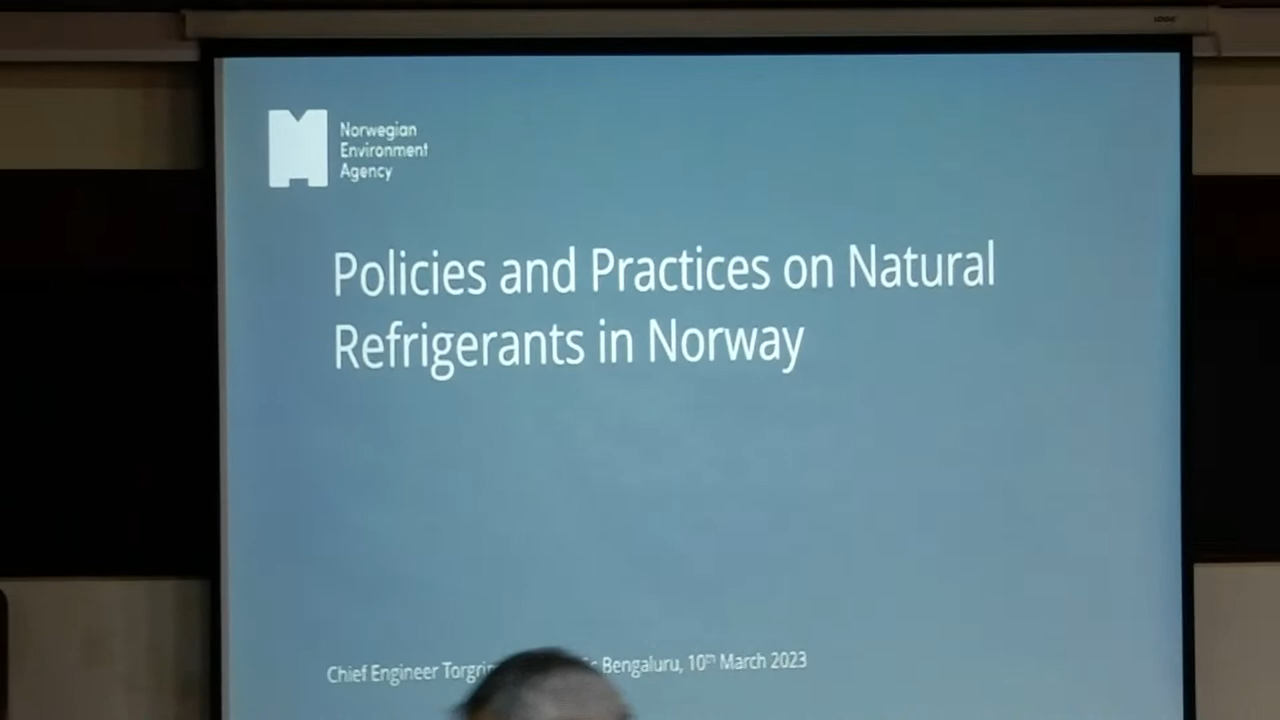 Norwegian
Environment
Agency
Policies and Practices on Natural
Refrigerants in Norway
Chief Engineer Bengaluru, 10th March 2023